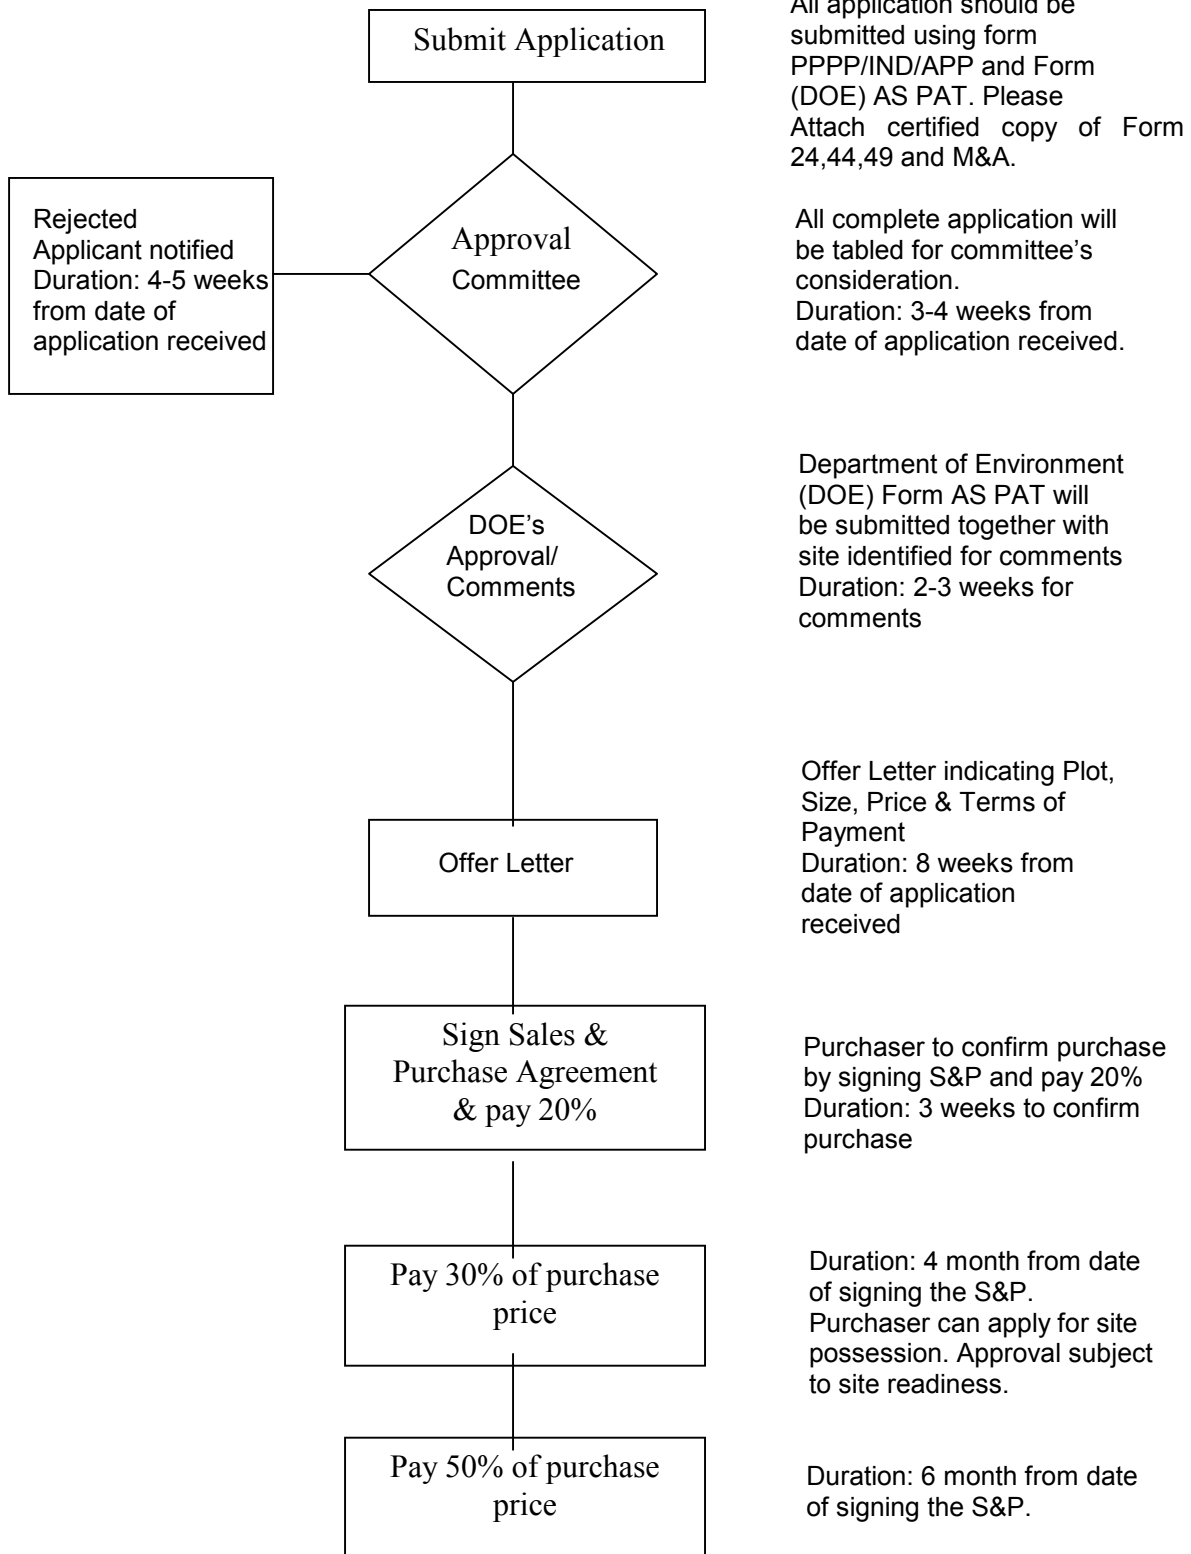 All application should be
submitted using form
PPPP/IND/APP and Form
(DOE) AS PAT. Please
Attach certified copy of Form
24,44,49 and M&A.
Submit Application
Rejected
Applicant notified
Duration: 4-5 weeks
from date of
application received
Approval
Committee
All complete application will
be tabled for committee’s
consideration.
Duration: 3-4 weeks from
date of application received.
DOE’s
Approval/
Comments
Department of Environment
(DOE) Form AS PAT will
be submitted together with
site identified for comments
Duration: 2-3 weeks for
comments
Offer Letter
Offer Letter indicating Plot,
Size, Price & Terms of
Payment
Duration: 8 weeks from
date of application
received
Sign Sales &
Purchase Agreement
& pay 20%
Purchaser to confirm purchase
by signing S&P and pay 20%
Duration: 3 weeks to confirm
purchase
Pay 30% of purchase
price
Duration: 4 month from date
of signing the S&P.
Purchaser can apply for site
possession. Approval subject
to site readiness.
Pay 50% of purchase
price
Duration: 6 month from date
of signing the S&P.